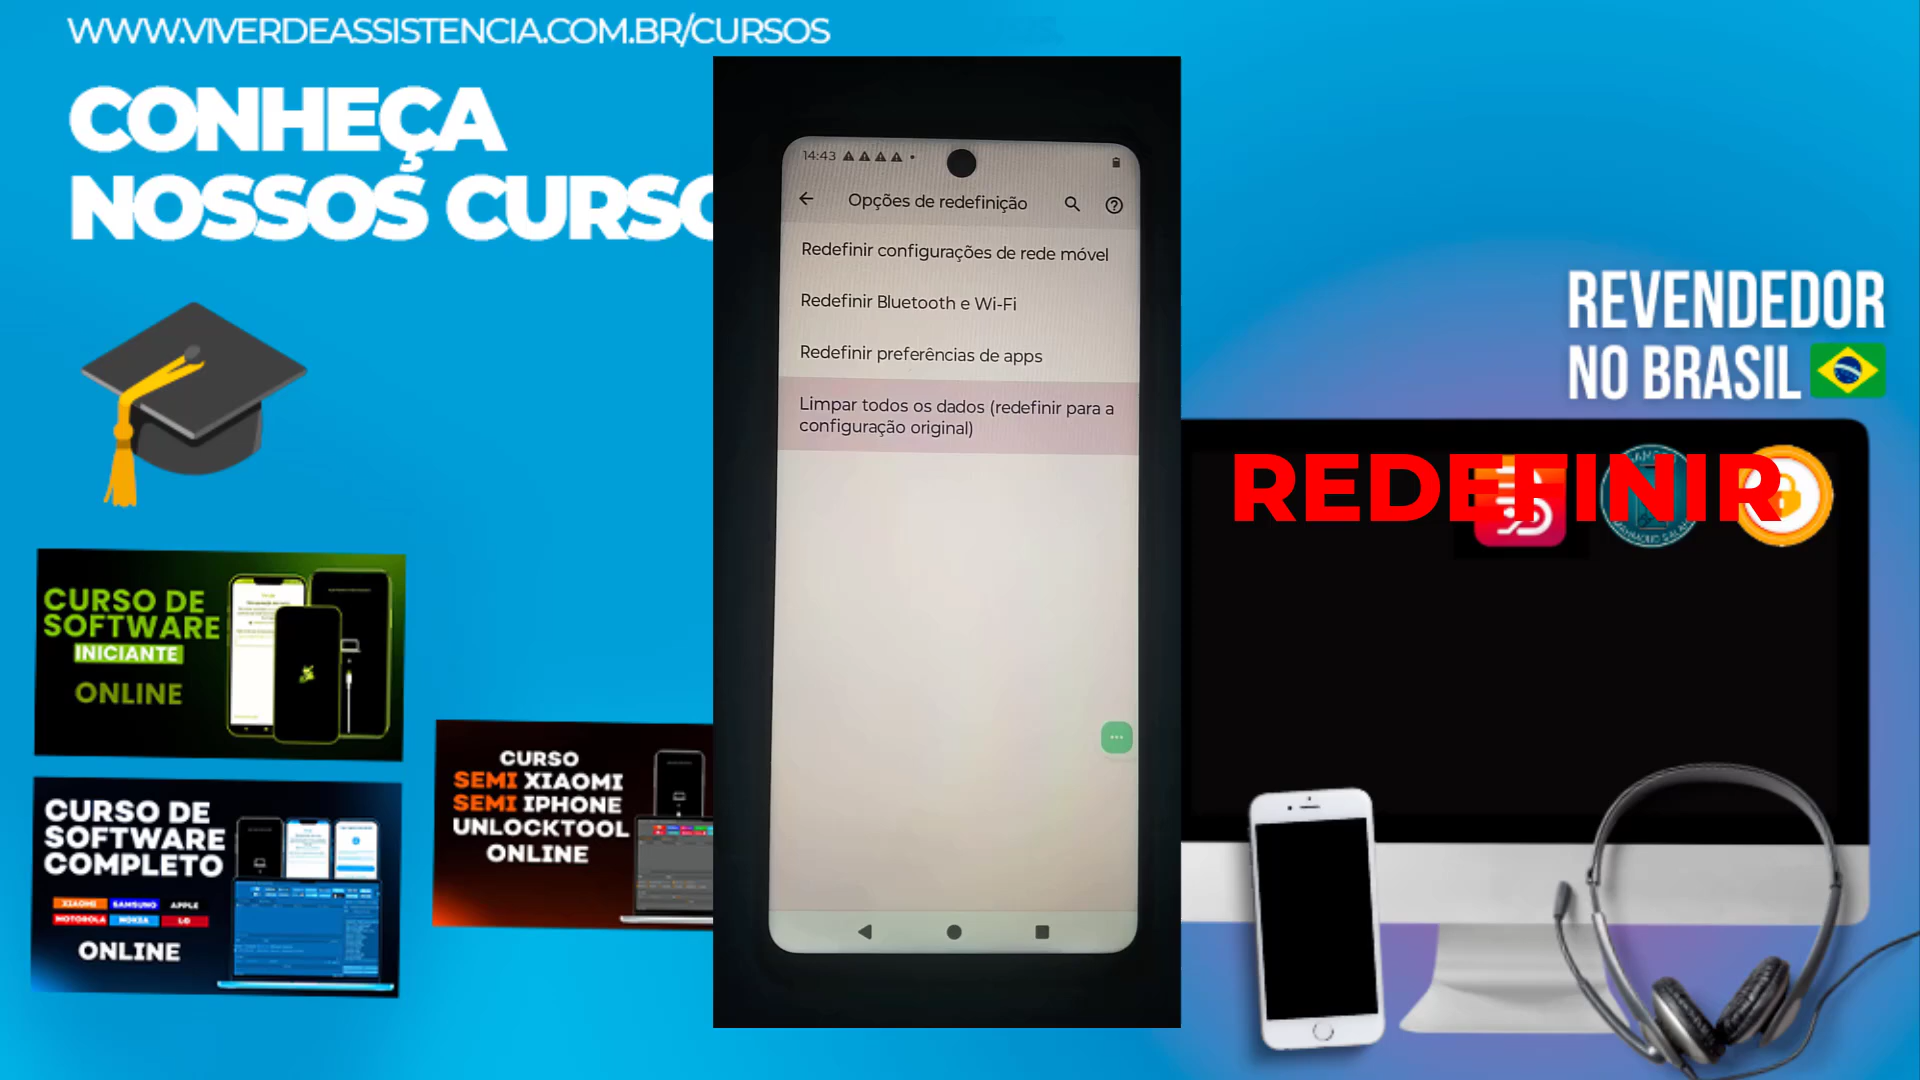 WWW.VIVERDEASSISTENCIA.COM.BR/CURSOS
CONHEÇA
NOSSOS CURSO
14:43
Opções de redefinição
Redefinir configurações de rede móvel
Redefinir Bluetooth e Wi-Fi
Redefinir preferências de apps
Limpar todos os dados (redefinir para a
configuração original)
REVENDEDOR
NO BRASIL
REDEFINIR
CURSO DE
SOFTWARE
INICIANTE
ONLINE
CURSO DE
SOFTWARE
COMPLETO
XIAOMI SAMSUNG APPLE
MOTOROLA NOKIA LG
ONLINE
CURSO
SEMI XIAOMI
SEMI IPHONE
UNLOCKTOOL
ONLINE